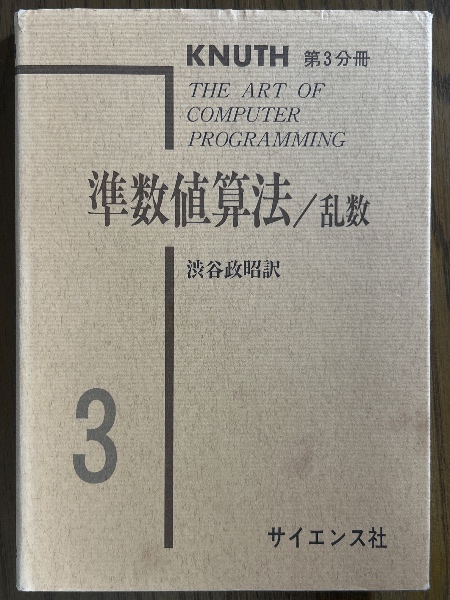 KNUTH 第3分冊
THE ART OF
COMPUTER
PROGRAMMING
準数値算法/乱数
渋谷政昭訳
3
サイエンス社